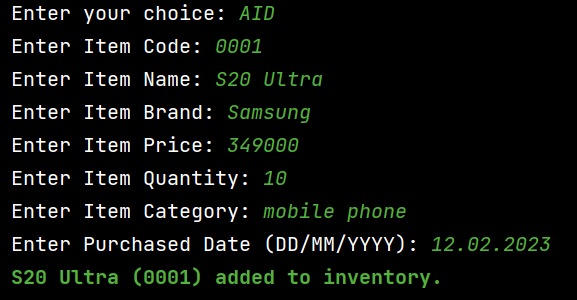 Enter your choice: AID
Enter Item Code: 0001
Enter Item Name: S20 Ultra
Enter Item Brand: Samsung
Enter Item Price: 349000
Enter Item Quantity: 10
Enter Item Category: mobile phone
Enter Purchased Date (DD/MM/YYYY): 12.02.2023
S20 Ultra (0001) added to inventory.